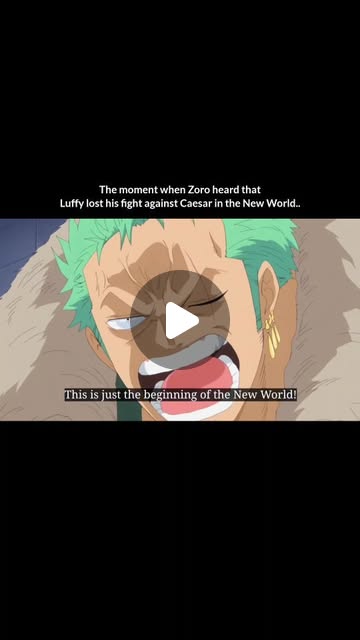 The moment when Zoro heard that
Luffy lost his fight against Caesar in the New World..
This is just the beginning of the New World!